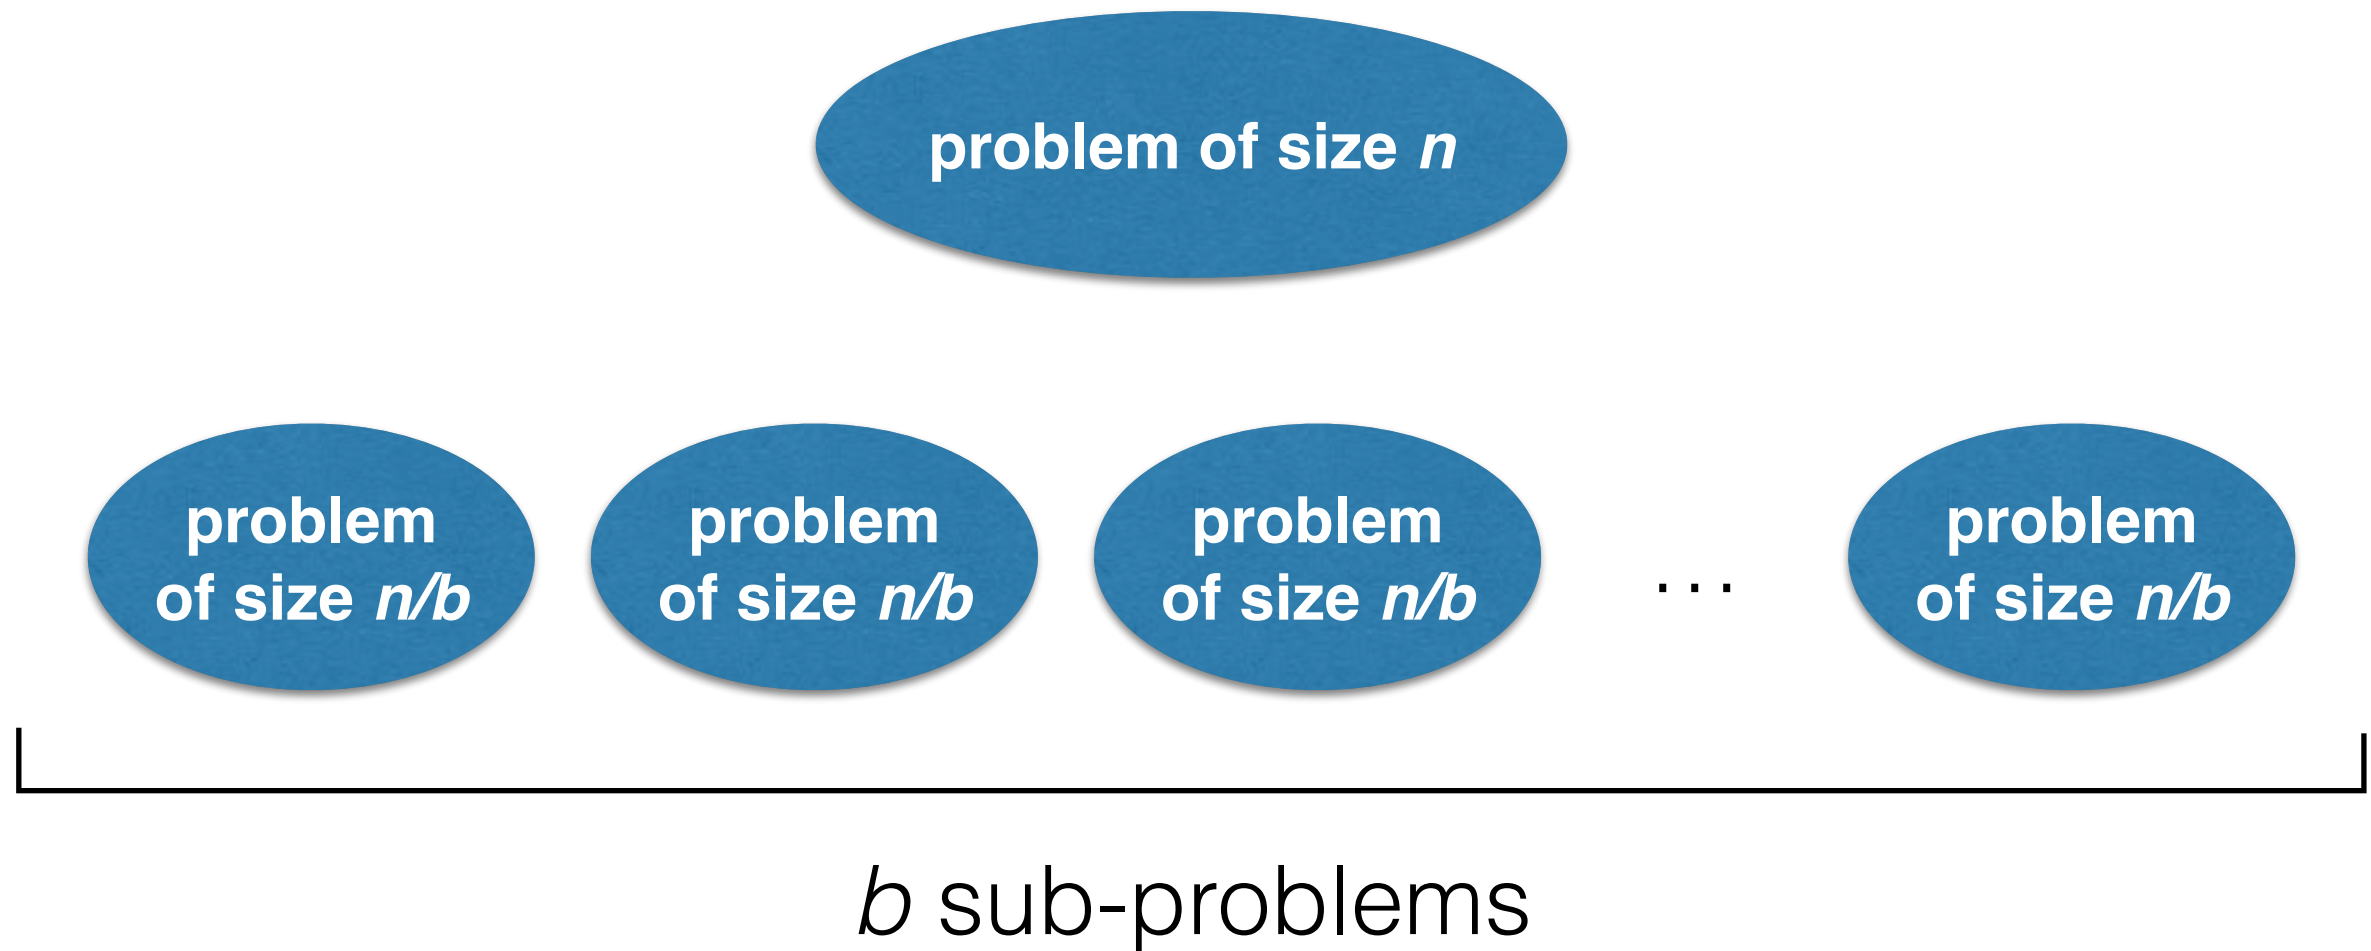 problem of size n
problem
of size n/b
problem
of size n/b
problem
of size n/b
...
problem
of size n/b
b sub-problems